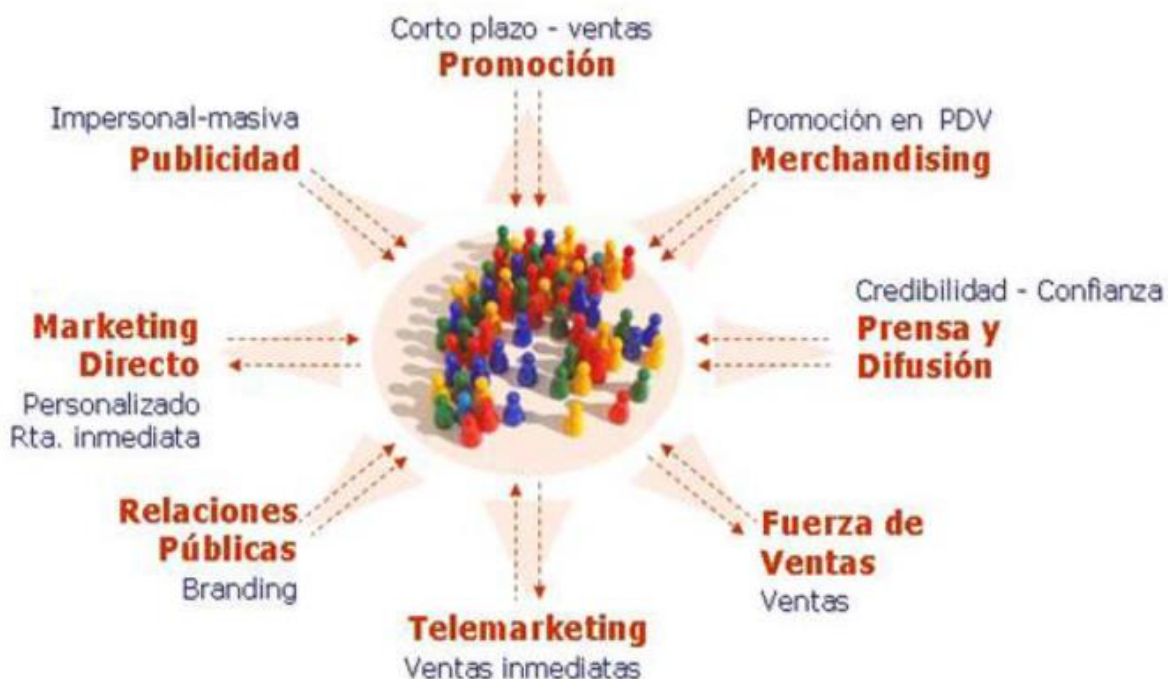 Corto plazo - ventas
Promoción
Impersonal-masiva
Publicidad
Promoción en PDV
Merchandising
Marketing
Directo
Personalizado
Rta. inmediata
Credibilidad - Confianza
Prensa y
Difusión
Relaciones
Públicas
Branding
Telemarketing
Ventas inmediatas
Fuerza de
Ventas
Ventas